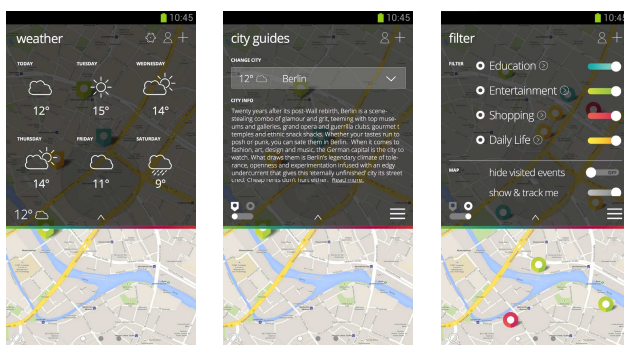 10:45
weather
TODAY
TUESDAY
WEDNESDAY
12°
15°
14°
THURSDAY
FRIDAY
SATURDAY
14°
11°
9°
12°
10:45
city guides
CHANGE CITY
12° Berlin
CITY INFO
Twenty years after its post-Wall rebirth, Berlin is a scene-
stealing combo of glamour and grit, teeming with top muse-
ums and galleries, grand opera and guerrilla clubs, gourmet t
temples and ethnic snack shacks. Whether your tastes run to
posh or punk, you can sate them in Berlin. When it comes to
fashion, art, design and music, the German capital is the city to
watch. What draws them is Berlin's legendary climate of tole-
rance, openness and experimentation infused with an edgy
undercurrent that gives this 'eternally unfinished' city its street
cred. Cheap rents don't hurt either. Read more.
10:45
filter
FILTER
Education
Entertainment
Shopping
Daily Life
MAP
hide visited events
OFF
show & track me